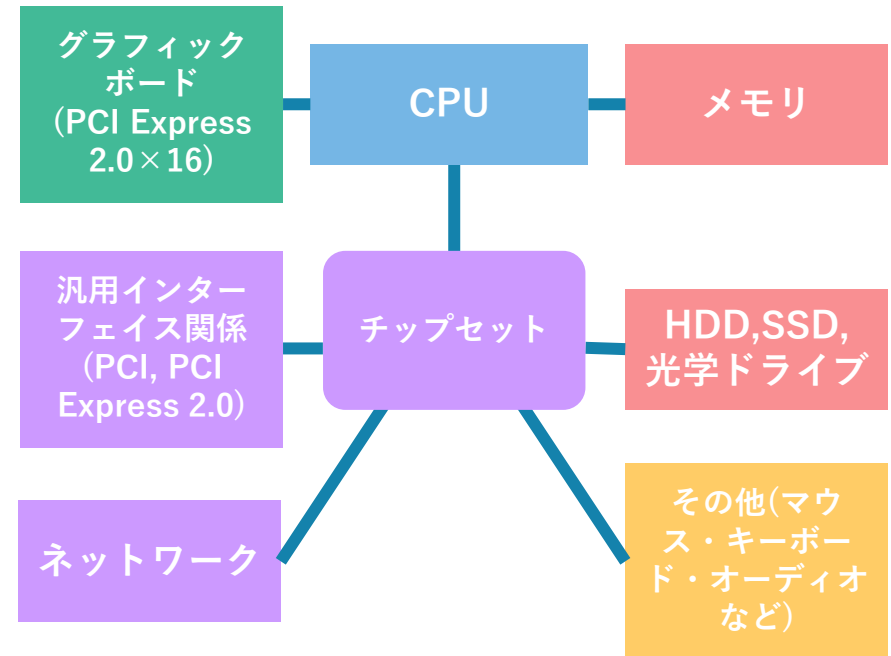 グラフィック
ボード
(PCI Express
2.0×16)
CPU
メモリ
汎用インター
フェイス関係
(PCI, PCI
Express 2.0)
チップセット
HDD,SSD,
光学ドライブ
ネットワーク
その他(マウ
ス・キーボー
ド・オーディオ
など)